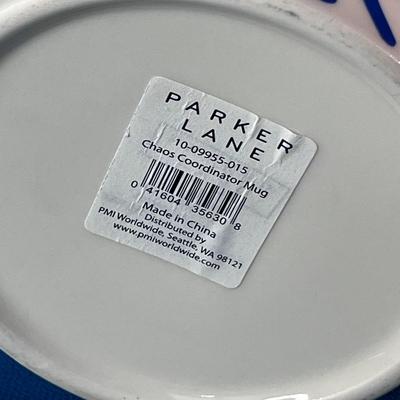 PARKER
LANE
10-09955-015
Chaos Coordinator Mug
0 41604 35630 8
Made in China
Distributed by
PMI Worldwide, Seattle, WA 98121
www.pmiworldwide.com